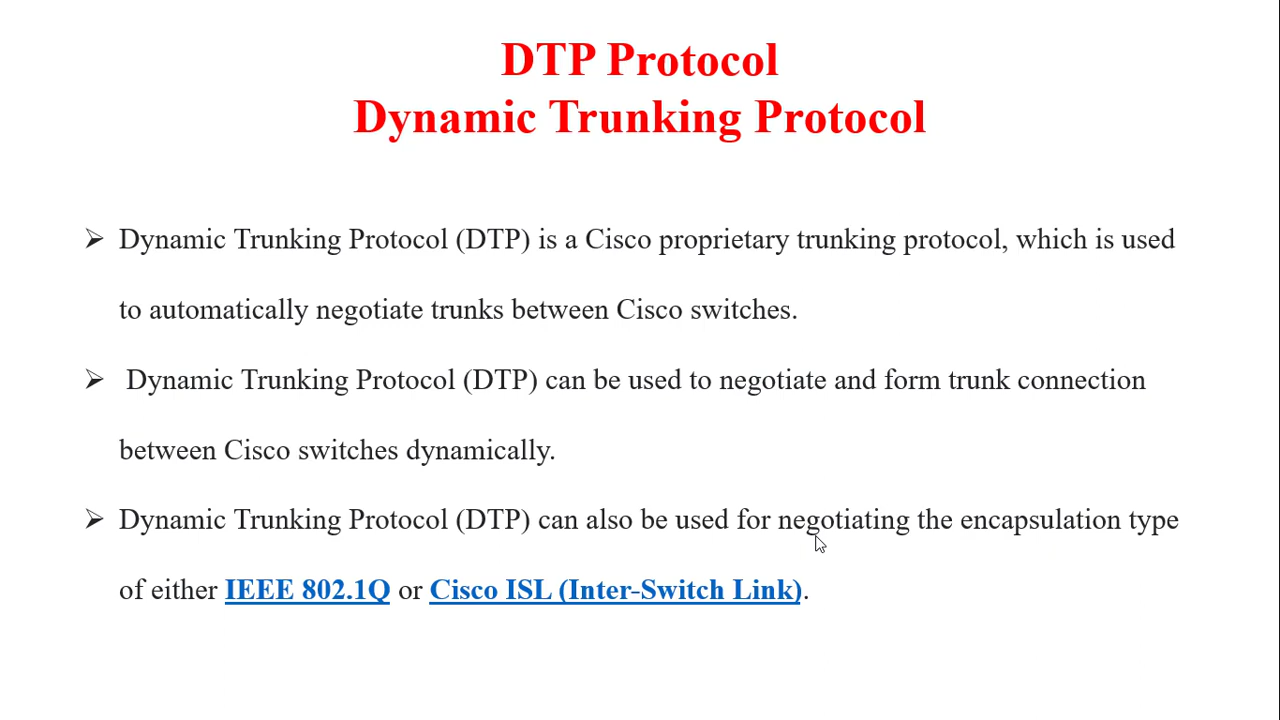 DTP Protocol
Dynamic Trunking Protocol
➢ Dynamic Trunking Protocol (DTP) is a Cisco proprietary trunking protocol, which is used
to automatically negotiate trunks between Cisco switches.
➢ Dynamic Trunking Protocol (DTP) can be used to negotiate and form trunk connection
between Cisco switches dynamically.
➢ Dynamic Trunking Protocol (DTP) can also be used for negotiating the encapsulation type
of either IEEE 802.1Q or Cisco ISL (Inter-Switch Link).